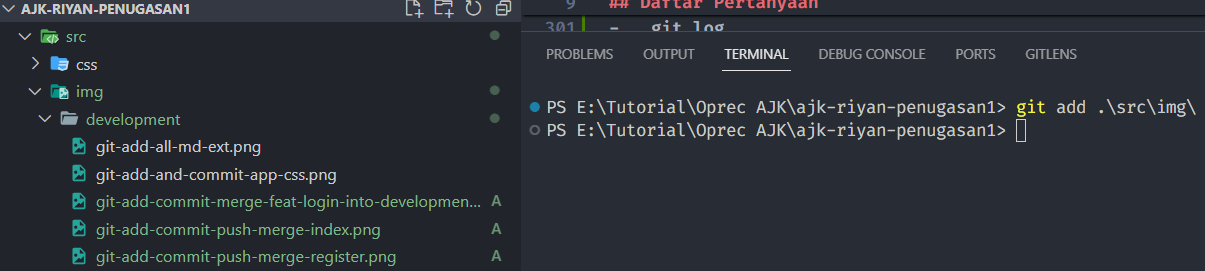 AJK-RIYAN-PENUGASAN1
src
css
img
development
git-add-all-md-ext.png
git-add-and-commit-app-css.png
git-add-commit-merge-feat-login-into-developmen... A
git-add-commit-push-merge-index.png A
git-add-commit-push-merge-register.png A
9 ## Daftar Pertanyaan
301 - git log
PROBLEMS OUTPUT TERMINAL DEBUG CONSOLE PORTS GITLENS
PS E:\Tutorial\Oprec AJK\ajk-riyan-penugasan1> git add .\src\img\
PS E:\Tutorial\Oprec AJK\ajk-riyan-penugasan1>